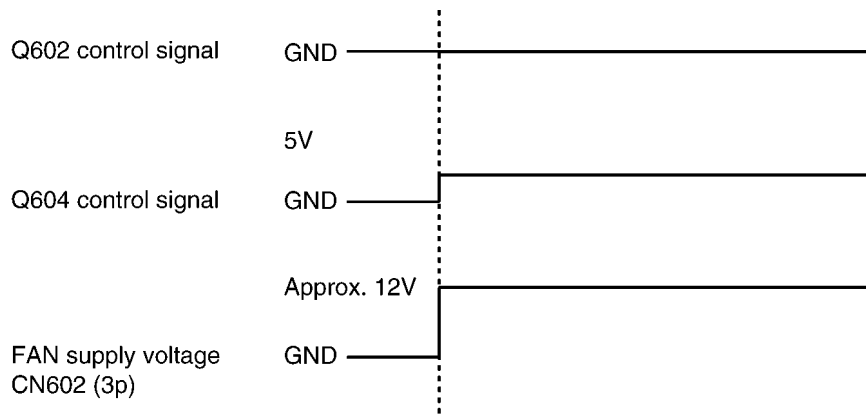 Q602 control signal GND
5V
Q604 control signal GND
Approx. 12V
FAN supply voltage GND
CN602 (3p)